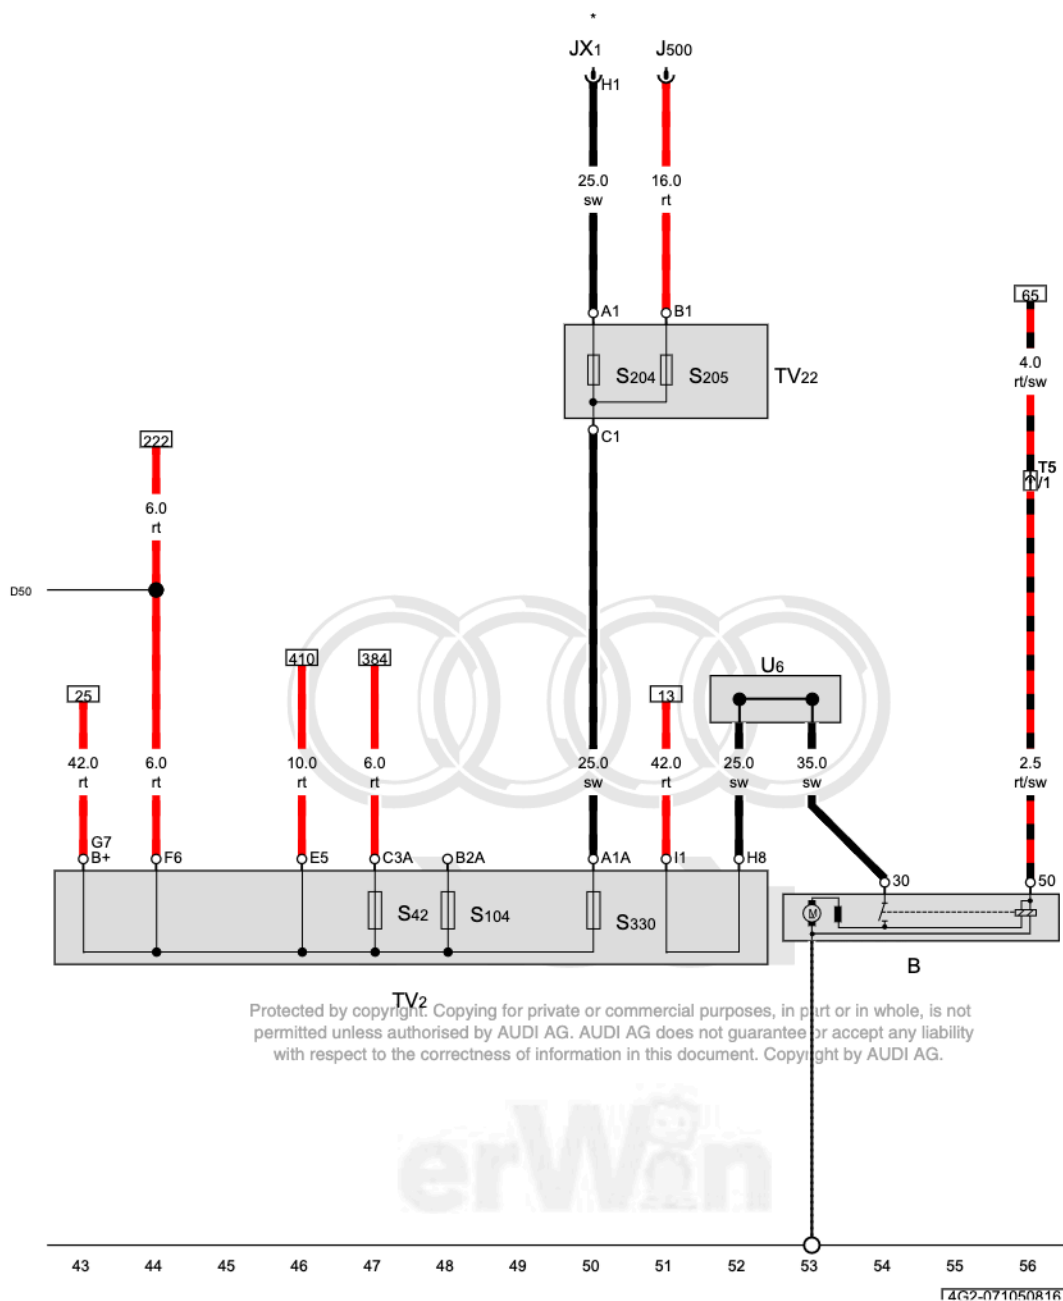 *
JX1 J500
H1
25.0 16.0
sw rt
65
A1 B1
4.0
rt/sw
S204 S205 TV22
C1
222
T5
/1
6.0
rt
D50
410 384
U6
25 13
42.0 6.0 10.0 6.0 25.0 42.0 25.0 35.0 2.5
rt rt rt rt sw rt sw sw rt/sw
G7
B+ F6 E5 C3A B2A A1A I1 H8
30 50
S42 S104 S330
M
B
TV2
Protected by copyright. Copying for private or commercial purposes, in part or in whole, is not
permitted unless authorised by AUDI AG. AUDI AG does not guarantee or accept any liability
with respect to the correctness of information in this document. Copyright by AUDI AG.
erWin
43 44 45 46 47 48 49 50 51 52 53 54 55 56
4G2-071050816